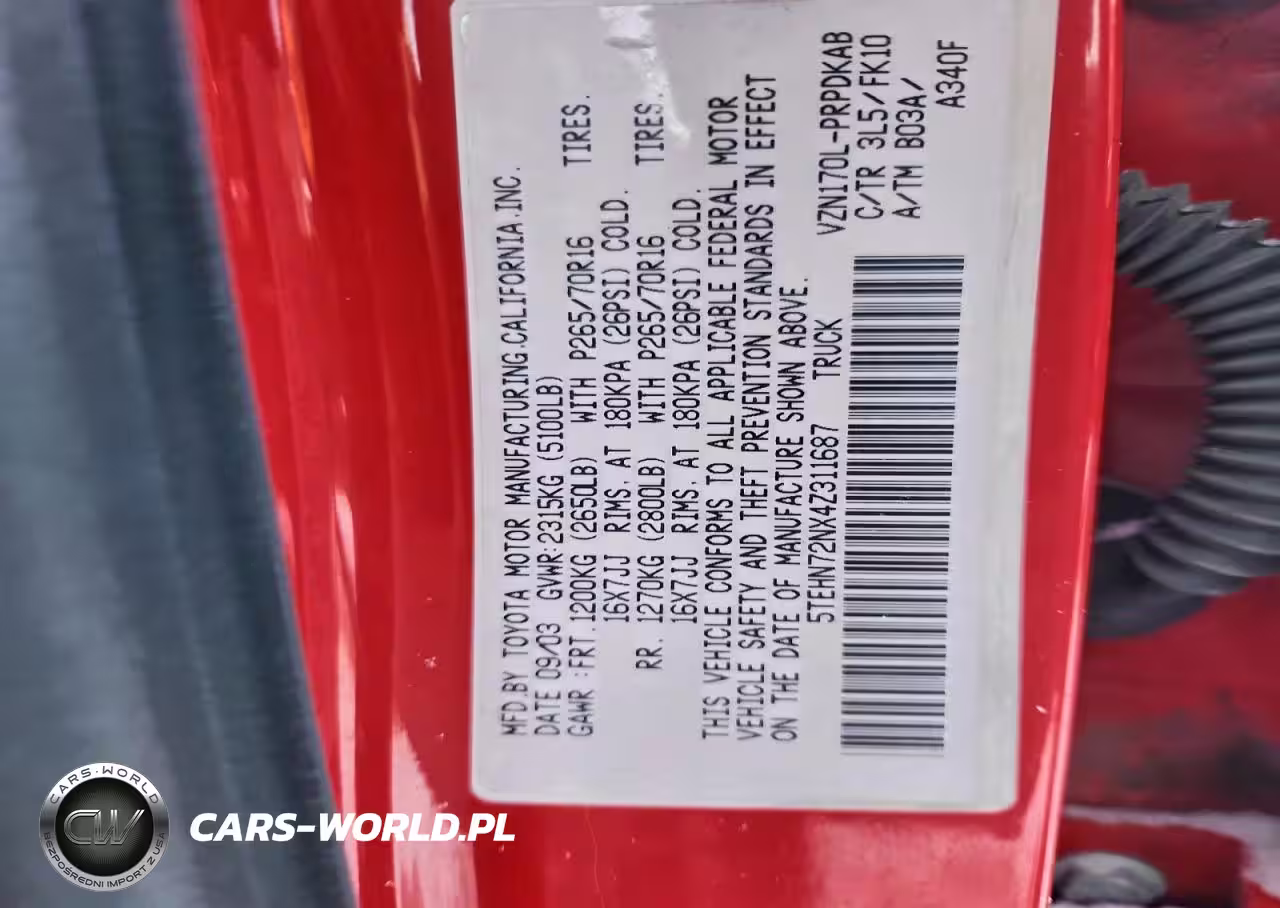 MFD.BY TOYOTA MOTOR MANUFACTURING,CALIFORNIA,INC.
DATE 09/03 GVWR:2315KG (5100LB)
GAWR :FRT.1200KG (2650LB) WITH P265/70R16 TIRES.
16X7JJ RIMS, AT 180KPA (26PSI) COLD.
RR. 1270KG (2800LB) WITH P265/70R16 TIRES.
16X7JJ RIMS, AT 180KPA (26PSI) COLD.
THIS VEHICLE CONFORMS TO ALL APPLICABLE FEDERAL MOTOR
VEHICLE SAFETY AND THEFT PREVENTION STANDARDS IN EFFECT
ON THE DATE OF MANUFACTURE SHOWN ABOVE.
5TEHN72NX4Z311687 TRUCK
VZN170L-PRPDKAB
C/TR 3L5/FK10
A/TM B03A/
A340F
CARS-WORLD
CW
BEZPOŚREDNI IMPORT Z USA
CARS-WORLD.PL